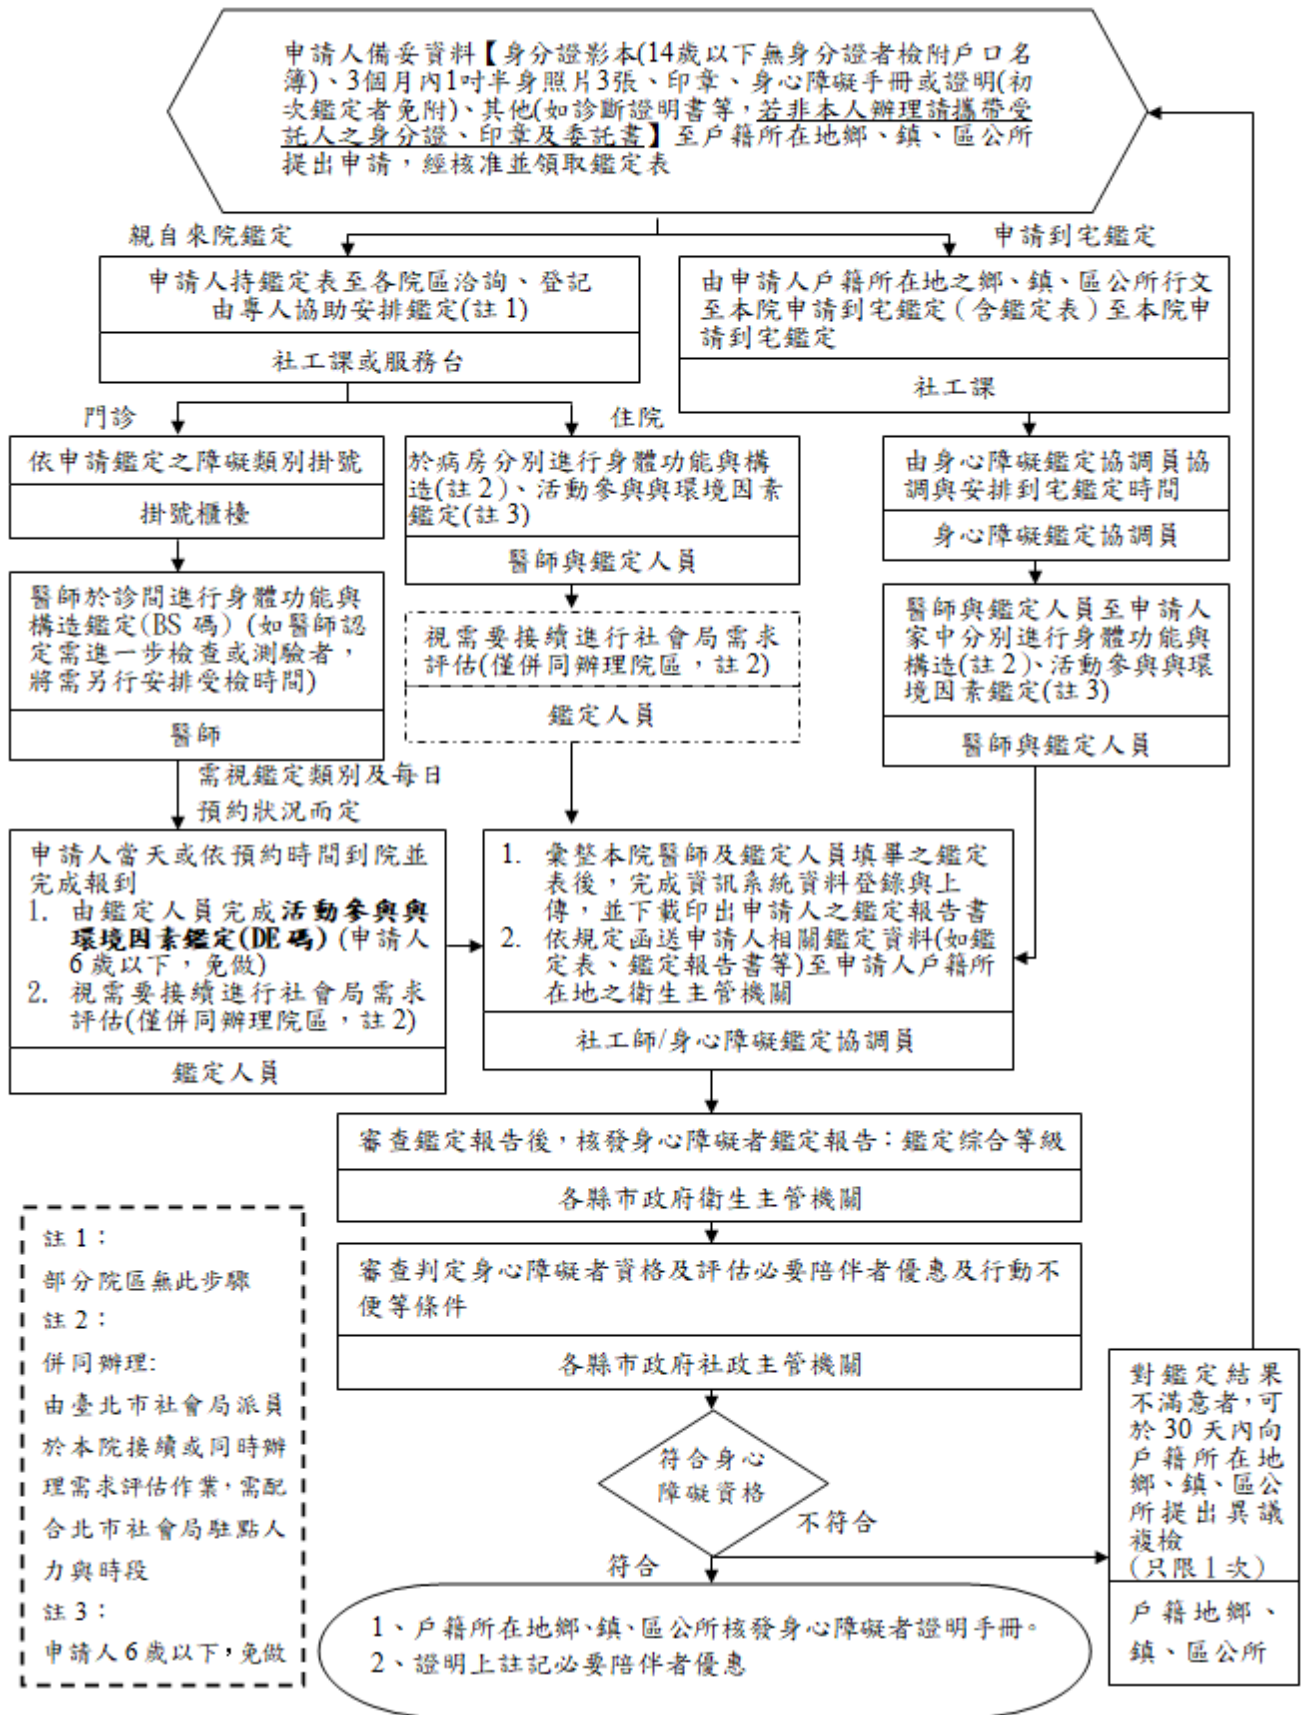 申請人備妥資料【身分證影本(14歲以下無身分證者檢附戶口名
簿)、3個月內1吋半身照片3張、印章、身心障礙手冊或證明(初
次鑑定者免附)、其他(如診斷證明書等，若非本人辦理請攜帶受
託人之身分證、印章及委託書】至戶籍所在地鄉、鎮、區公所
提出申請，經核准並領取鑑定表
親自來院鑑定
申請到宅鑑定
申請人持鑑定表至各院區洽詢、登記
由專人協助安排鑑定(註1)
社工課或服務台
由申請人戶籍所在地之鄉、鎮、區公所行文
至本院申請到宅鑑定（含鑑定表）至本院申
請到宅鑑定
社工課
門診
住院
依申請鑑定之障礙類別掛號
掛號櫃檯
於病房分別進行身體功能與構
造(註2)、活動參與與環境因素
鑑定(註3)
醫師與鑑定人員
由身心障礙鑑定協調員協
調與安排到宅鑑定時間
身心障礙鑑定協調員
醫師於診間進行身體功能與
構造鑑定(BS 碼) (如醫師認
定需進一步檢查或測驗者，
將需另行安排受檢時間)
醫師
視需要接續進行社會局需求
評估(僅併同辦理院區，註2)
鑑定人員
醫師與鑑定人員至申請人
家中分別進行身體功能與
構造(註2)、活動參與與環
境因素鑑定(註3)
醫師與鑑定人員
需視鑑定類別及每日
預約狀況而定
申請人當天或依預約時間到院並
完成報到
1. 由鑑定人員完成活動參與與
環境因素鑑定(DE 碼) (申請人
6歲以下，免做)
2. 視需要接續進行社會局需求
評估(僅併同辦理院區，註2)
鑑定人員
1. 彙整本院醫師及鑑定人員填畢之鑑定
表後，完成資訊系統資料登錄與上
傳，並下載印出申請人之鑑定報告書
2. 依規定函送申請人相關鑑定資料(如鑑
定表、鑑定報告書等)至申請人戶籍所
在地之衛生主管機關
社工師/身心障礙鑑定協調員
審查鑑定報告後，核發身心障礙者鑑定報告：鑑定綜合等級
各縣市政府衛生主管機關
審查判定身心障礙者資格及評估必要陪伴者優惠及行動不
便等條件
各縣市政府社政主管機關
符合身心
障礙資格
不符合
符合
1、戶籍所在地鄉、鎮、區公所核發身心障礙者證明手冊。
2、證明上註記必要陪伴者優惠
對鑑定結果
不滿意者，可
於 30 天內向
戶籍所在地
鄉、鎮、區公
所提出異議
複檢
(只限 1 次)
戶籍地鄉、
鎮、區公所
註 1：
部分院區無此步驟
註 2：
併同辦理:
由臺北市社會局派員
於本院接續或同時辦
理需求評估作業，需配
合北市社會局駐點人
力與時段
註 3：
申請人 6 歲以下，免做